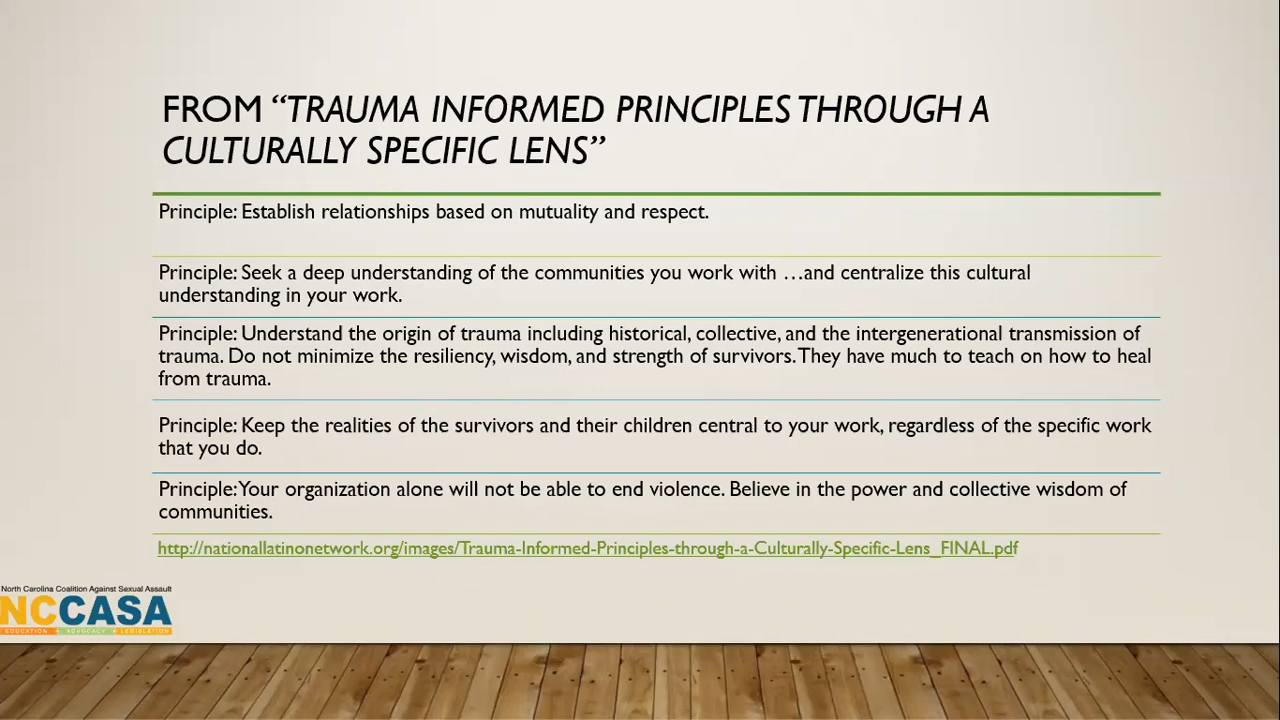 FROM “TRAUMA INFORMED PRINCIPLES THROUGH A
CULTURALLY SPECIFIC LENS”
Principle: Establish relationships based on mutuality and respect.
Principle: Seek a deep understanding of the communities you work with …and centralize this cultural
understanding in your work.
Principle: Understand the origin of trauma including historical, collective, and the intergenerational transmission of
trauma. Do not minimize the resiliency, wisdom, and strength of survivors. They have much to teach on how to heal
from trauma.
Principle: Keep the realities of the survivors and their children central to your work, regardless of the specific work
that you do.
Principle: Your organization alone will not be able to end violence. Believe in the power and collective wisdom of
communities.
http://nationallatinonetwork.org/images/Trauma-Informed-Principles-through-a-Culturally-Specific-Lens_FINAL.pdf
North Carolina Coalition Against Sexual Assault
NCCASA
EDUCATION + ADVOCACY + LEGISLATION